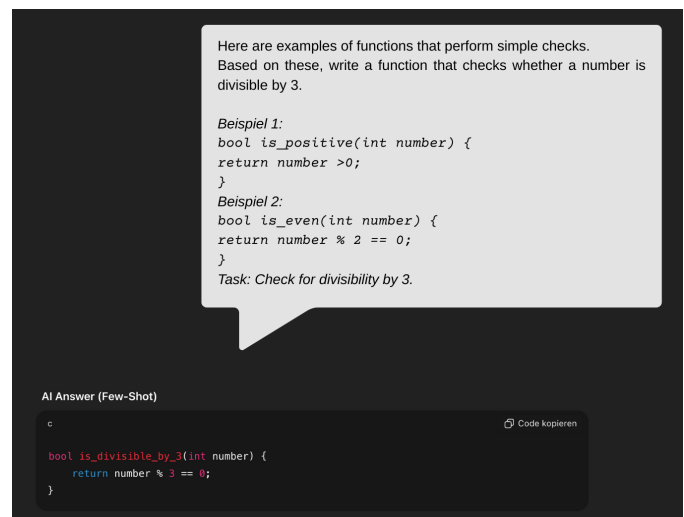 Here are examples of functions that perform simple checks.
Based on these, write a function that checks whether a number is
divisible by 3.
Beispiel 1:
bool is_positive(int number) {
return number >0;
}
Beispiel 2:
bool is_even(int number) {
return number % 2 == 0;
}
Task: Check for divisibility by 3.
AI Answer (Few-Shot)
c
Code kopieren
bool is_divisible_by_3(int number) {
    return number % 3 == 0;
}